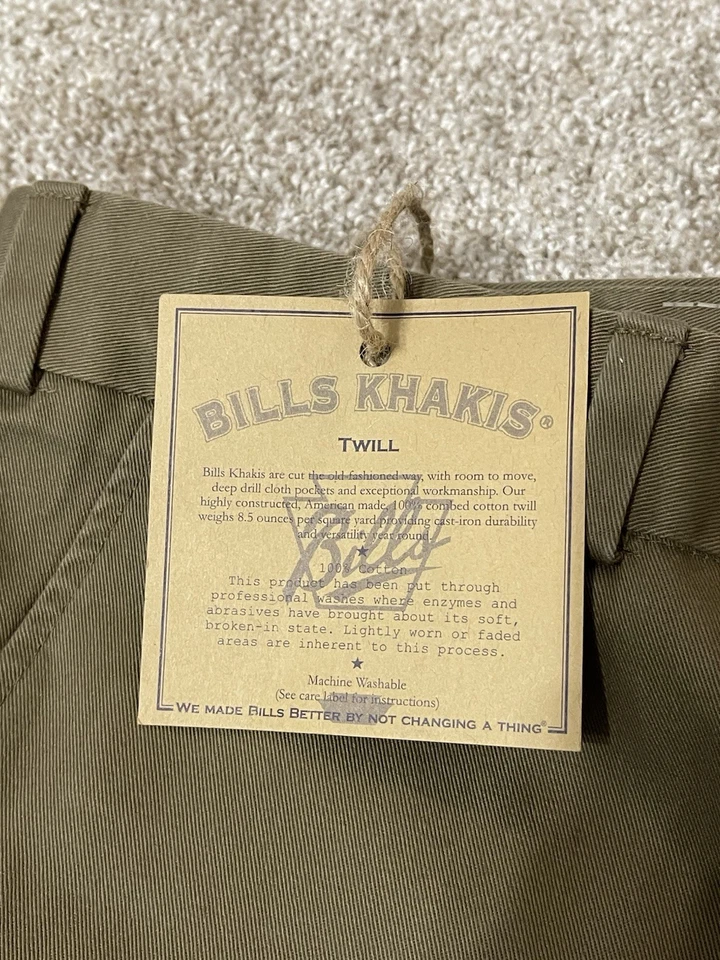 BILLS KHAKIS®
TWILL
Bills Khakis are cut the old-fashioned way, with room to move,
deep drill cloth pockets and exceptional workmanship. Our
highly constructed, American made, 100% combed cotton twill
weighs 8.5 ounces per square yard providing cast-iron durability
and versatility year round.
Bills
100% Cotton
This product has been put through
professional washes where enzymes and
abrasives have brought about its soft,
broken-in state. Lightly worn or faded
areas are inherent to this process.
Machine Washable
(See care label for instructions)
WE MADE BILLS BETTER BY NOT CHANGING A THING®